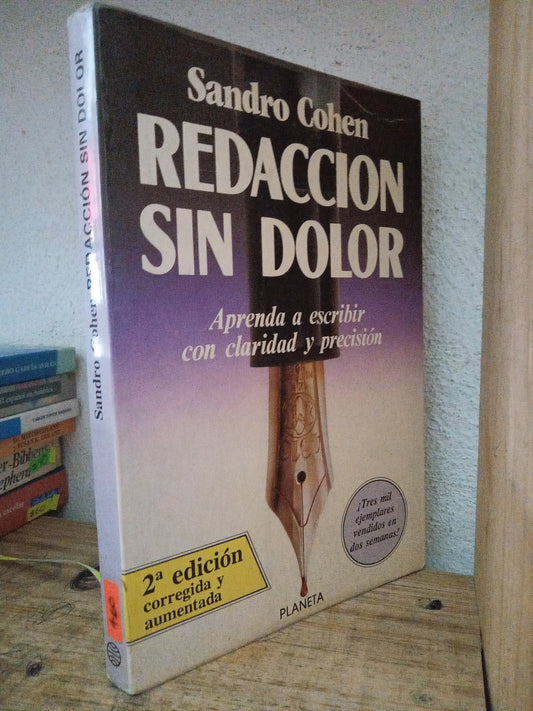 Sandro Cohen
REDACCION
SIN DOLOR
Aprenda a escribir
con claridad y precisión
¡Tres mil
ejemplares
vendidos en
dos semanas!
2ª edición
corregida y
aumentada
PLANETA
Sandro Cohen REDACCIÓN SIN DOLOR